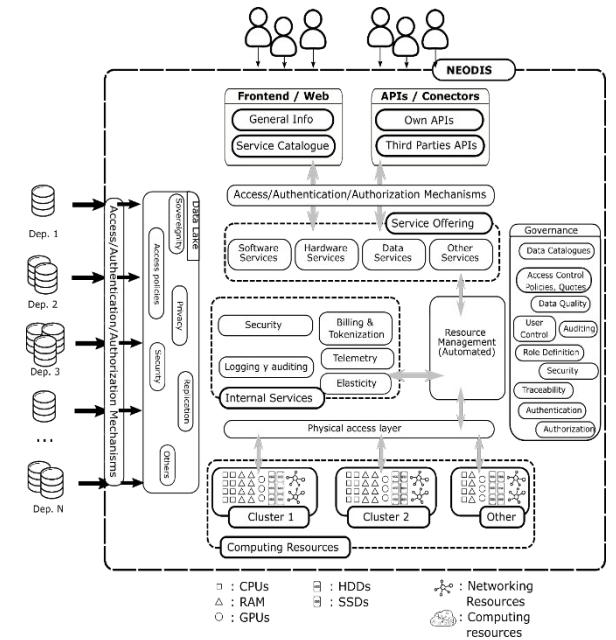 NEODIS
Frontend / Web
General Info
Service Catalogue
APIs / Conectors
Own APIs
Third Parties APIs
Access/Authentication/Authorization Mechanisms
Service Offering
Software
Services
Hardware
Services
Data
Services
Other
Services
Dep. 1
Dep. 2
Dep. 3
...
Dep. N
Access/Authentication/Authorization Mechanisms
Data Lake
Sovereignity
Access policies
Privacy
Security
Replication
Others
Security
Billing &
Tokenization
Logging y auditing
Telemetry
Elasticity
Internal Services
Resource
Management
(Automated)
Governance
Data Catalogues
Access Control
Policies, Quotes
Data Quality
User
Control
Auditing
Role Definition
Security
Traceability
Authentication
Authorization
Physical access layer
Cluster 1
Cluster 2
Other
Computing Resources
: CPUs
: RAM
: GPUs
: HDDs
: SSDs
: Networking
Resources
: Computing
resources